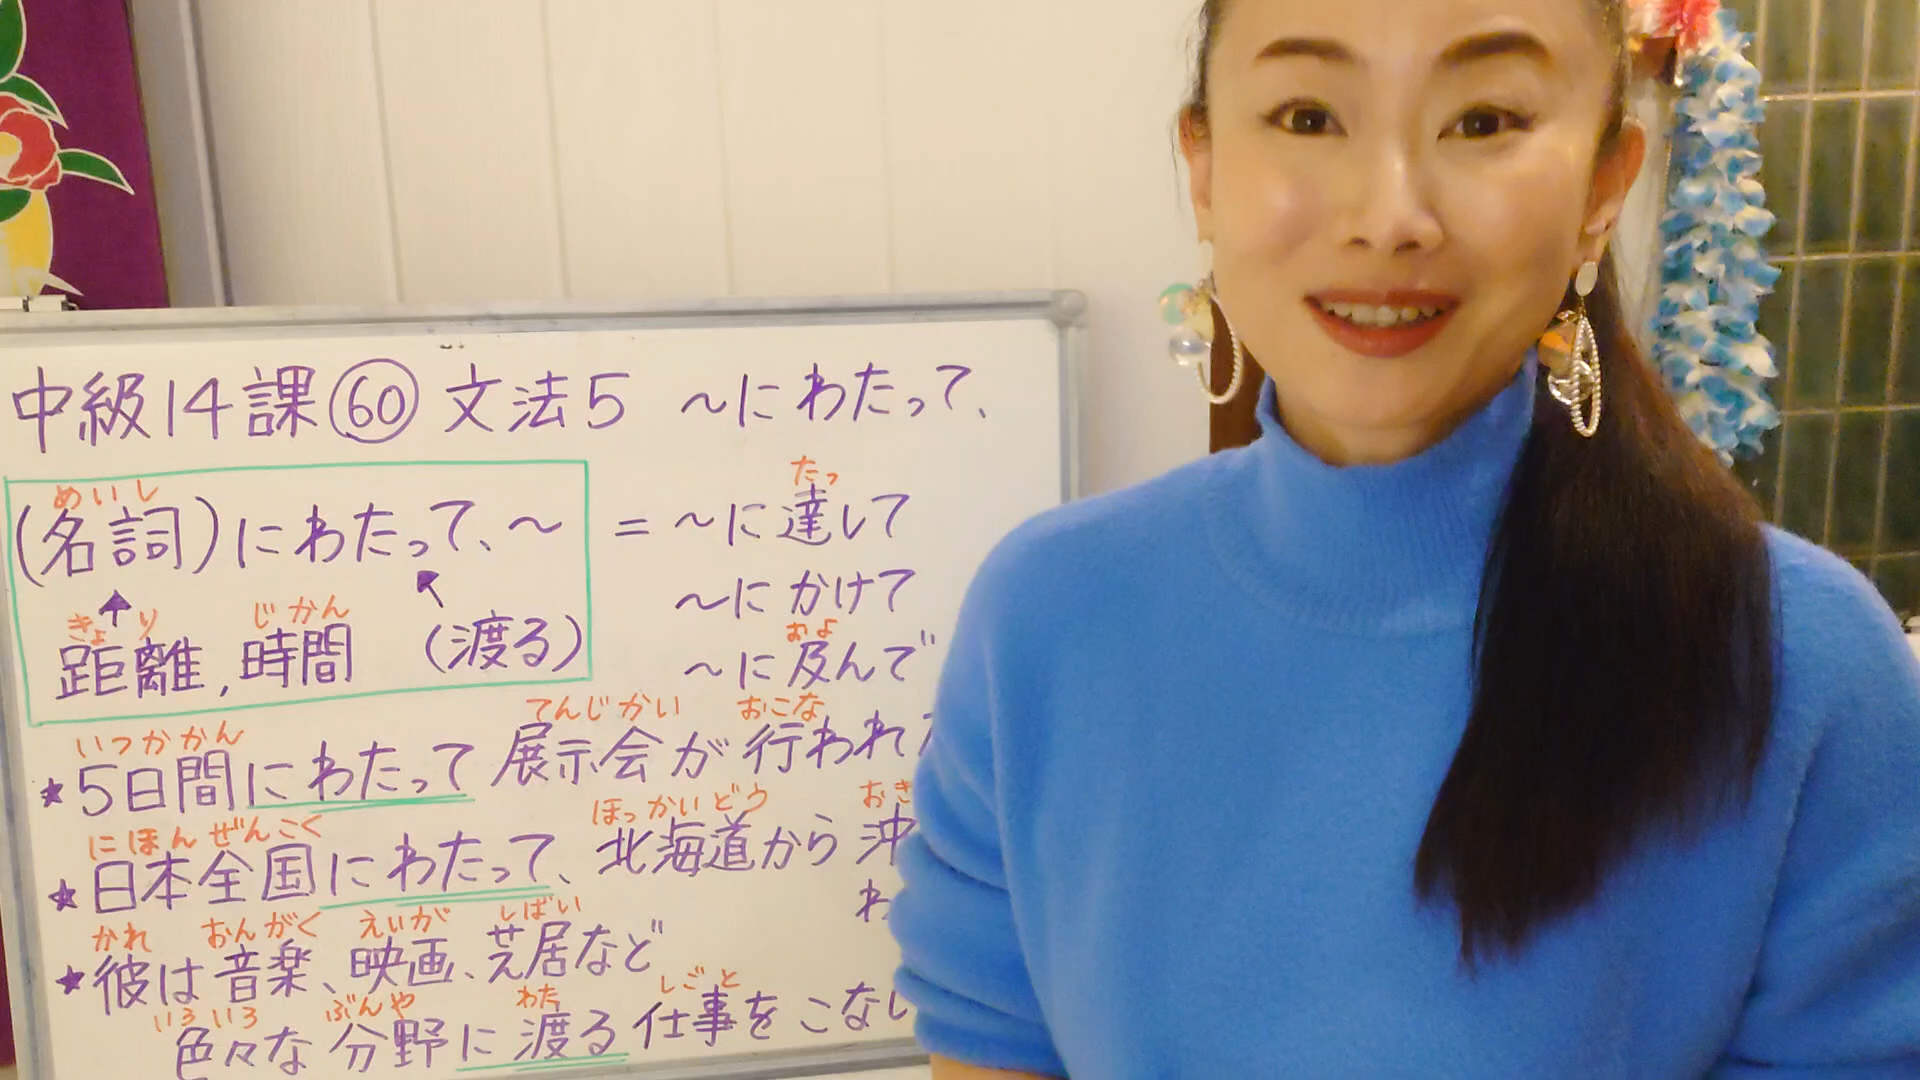 中級14課60 文法5 〜にわたって、
めいし
(名詞)にわたって、〜
きょり じかん
距離,時間 (渡る)
たっ
=〜に達して
〜にかけて
およ
〜に及んで
いつかかん てんじかい おこな
★5日間にわたって 展示会が行われ
にほんぜんこく ほっかいどう おき
★日本全国にわたって、北海道から沖
わ
かれ おんがく えいが しばい
★彼は音楽、映画、芝居など
いろいろ ぶんや わた しごと
色々な分野に渡る仕事をこなし